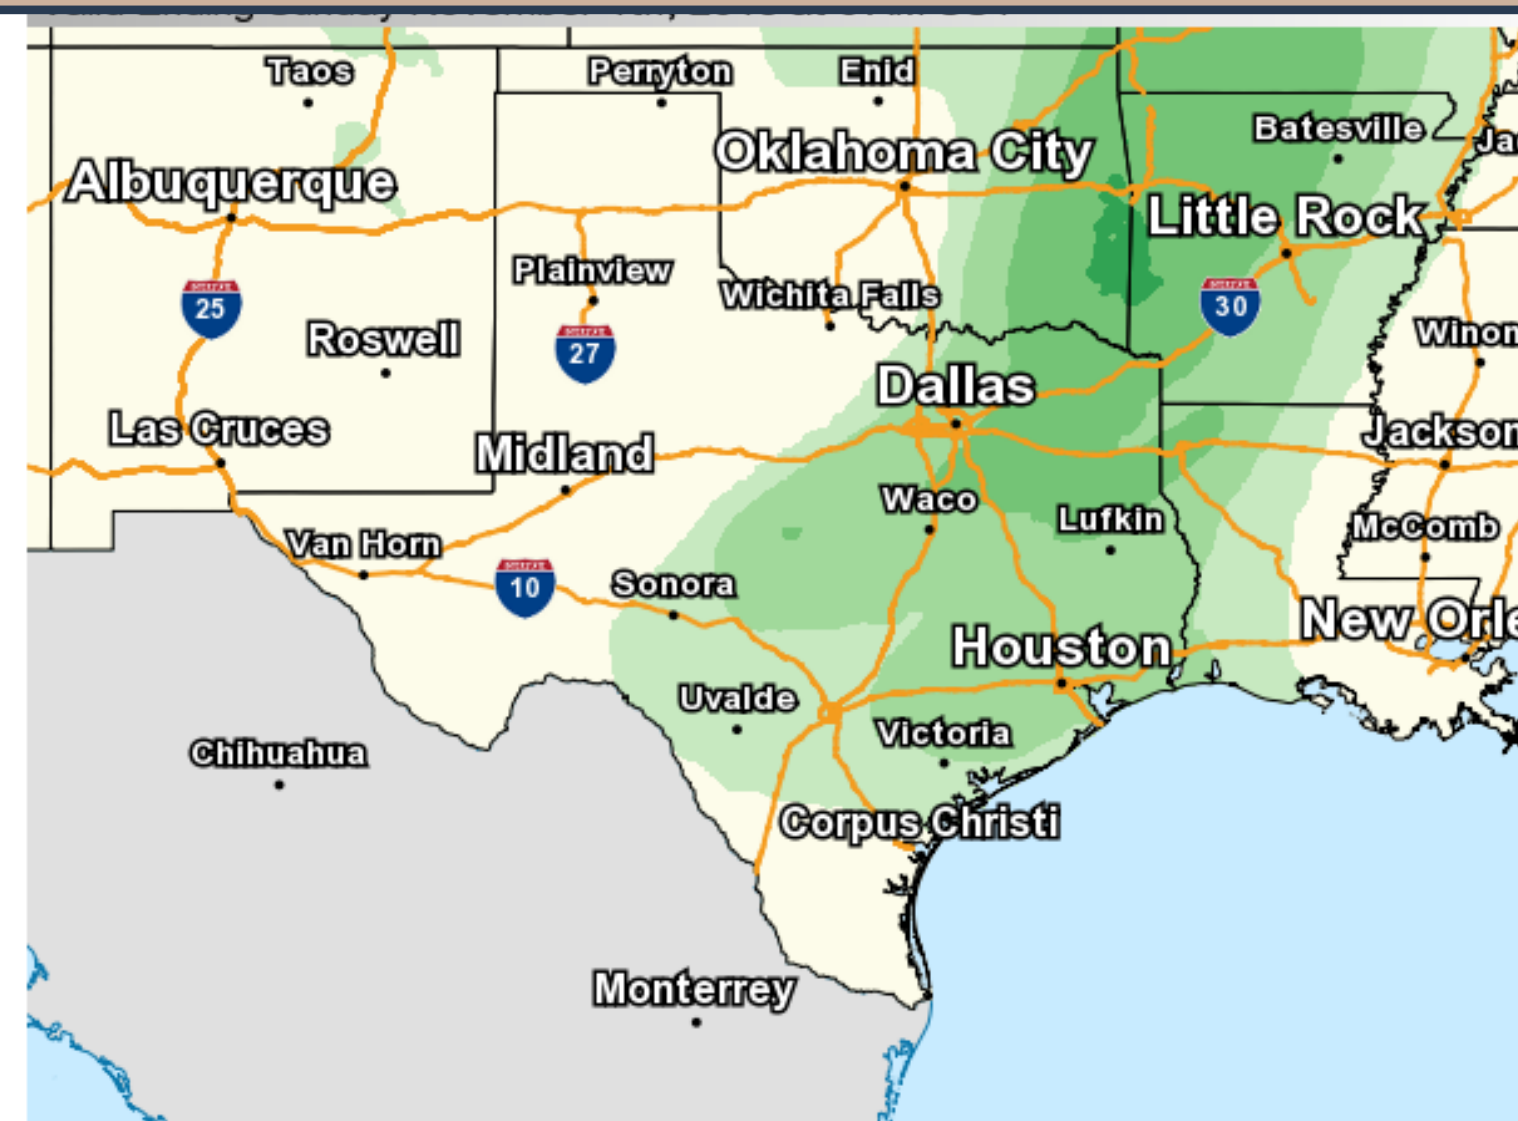 Taos
Perryton
Enid
Batesville
Oklahoma City
Albuquerque
Little Rock
Plainview
Wichita Falls
25
30
Roswell
27
Dallas
Las Cruces
Midland
Jackson
Waco
Lufkin
McComb
Van Horn
10
Sonora
New Orle
Houston
Uvalde
Victoria
Chihuahua
Corpus Christi
Monterrey
Winon
Ja